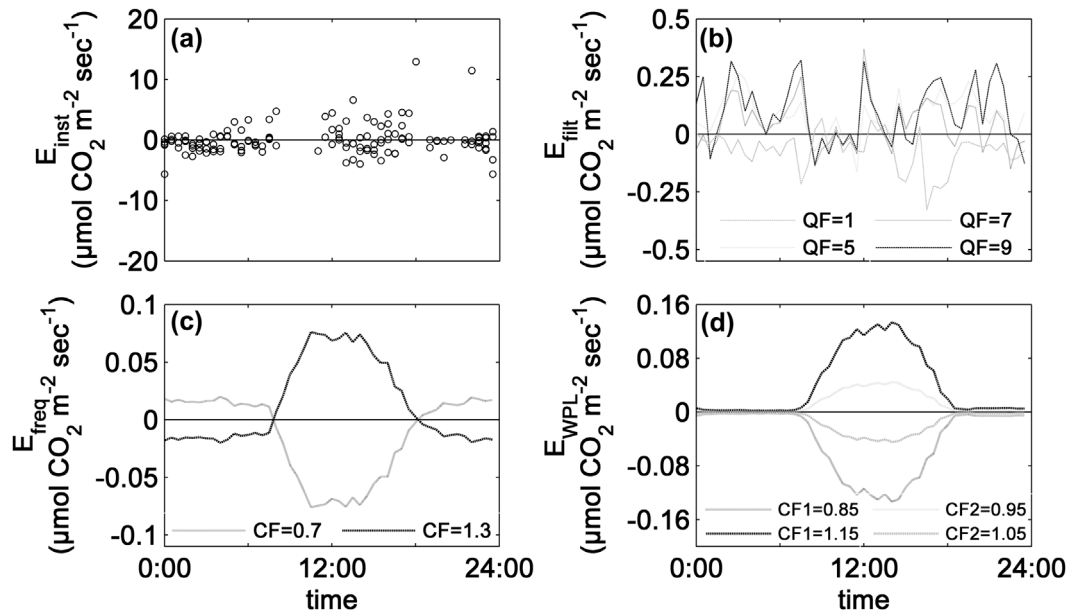 (a)
20
10
0
-10
-20
E_inst
(µmol CO₂ m⁻² sec⁻¹)
(b)
0.5
0.25
0
-0.25
-0.5
E_filt
(µmol CO₂ m⁻² sec⁻¹)
QF=1 QF=7
QF=5 QF=9
(c)
0.1
0.05
0
-0.05
-0.1
E_freq
(µmol CO₂ m⁻² sec⁻¹)
CF=0.7 CF=1.3
0:00 12:00 24:00
time
(d)
0.16
0.08
0
-0.08
-0.16
E_WPL
(µmol CO₂ m⁻² sec⁻¹)
CF1=0.85 CF2=0.95
CF1=1.15 CF2=1.05
0:00 12:00 24:00
time